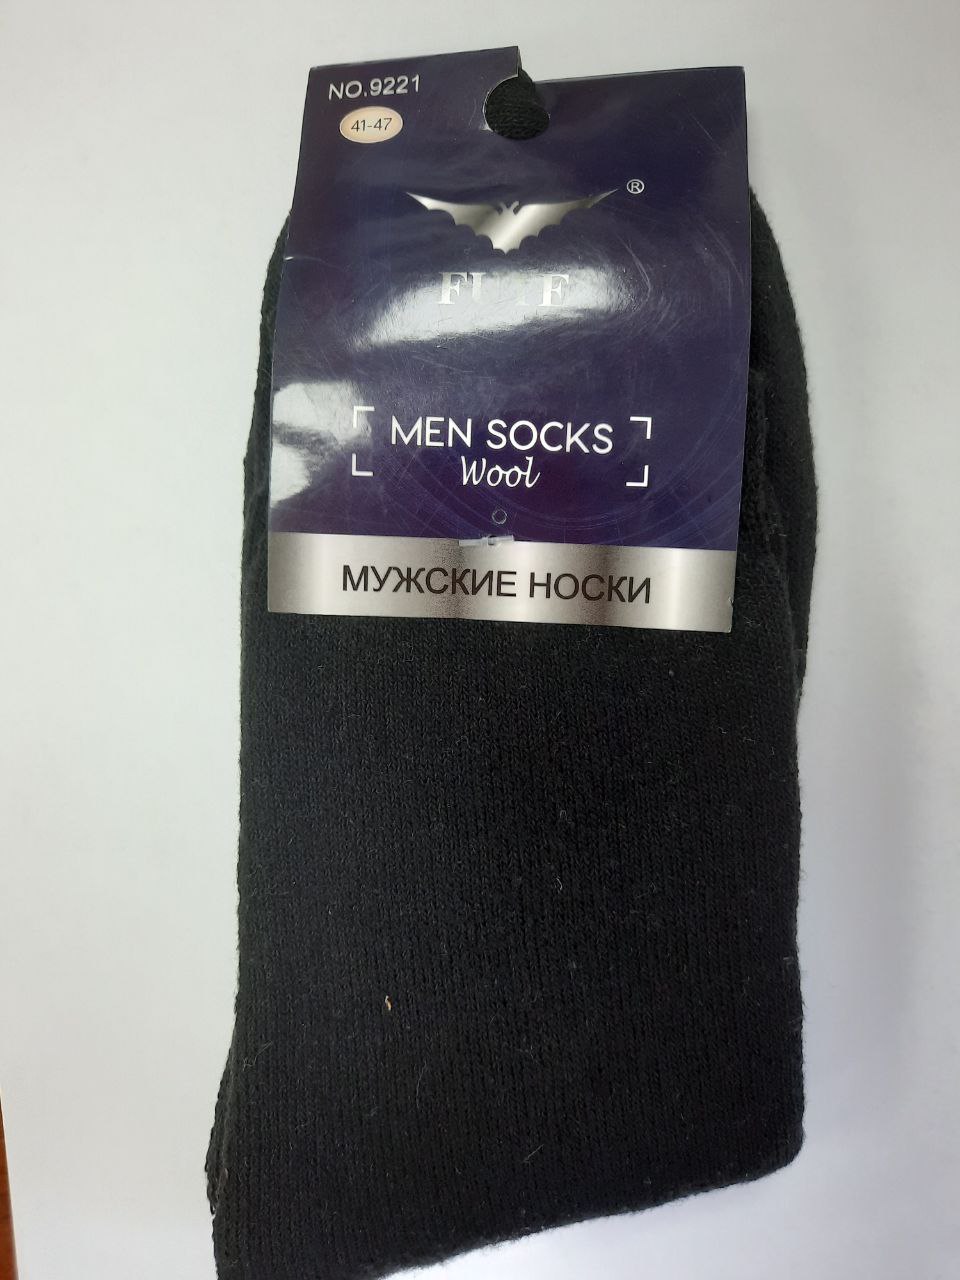 NO.9221
41-47
®
MEN SOCKS
Wool
МУЖСКИЕ НОСКИ